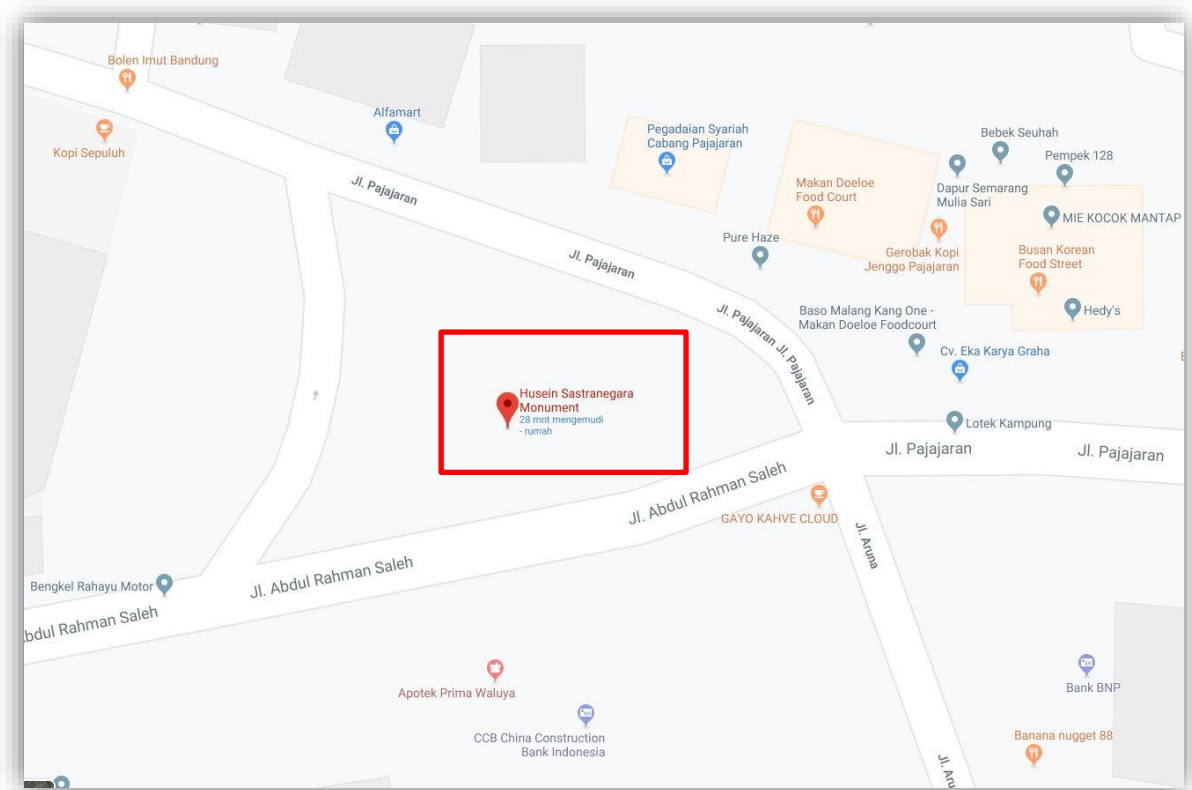 Bolen Imut Bandung
Kopi Sepuluh
Alfamart
Pegadaian Syariah
Cabang Pajajaran
Makan Doeloe
Food Court
Bebek Seuhah
Pempek 128
Dapur Semarang
Mulia Sari
MIE KOCOK MANTAP
Jl. Pajajaran
Pure Haze
Gerobak Kopi
Jenggo Pajajaran
Busan Korean
Food Street
Jl. Pajajaran
Baso Malang Kang One -
Makan Doeloe Foodcourt
Hedy's
Jl. Pajajaran
Jl. Pajajaran
Cv. Eka Karya Graha
Husein Sastranegara
Monument
28 mnt mengemudi
- rumah
Lotek Kampung
Jl. Pajajaran
Jl. Pajajaran
Jl. Abdul Rahman Saleh
GAYO KAHVE CLOUD
Jl. Aruna
Bengkel Rahayu Motor
Jl. Abdul Rahman Saleh
bdul Rahman Saleh
Apotek Prima Waluya
Bank BNP
CCB China Construction
Bank Indonesia
Banana nugget 88
Jl. Aru